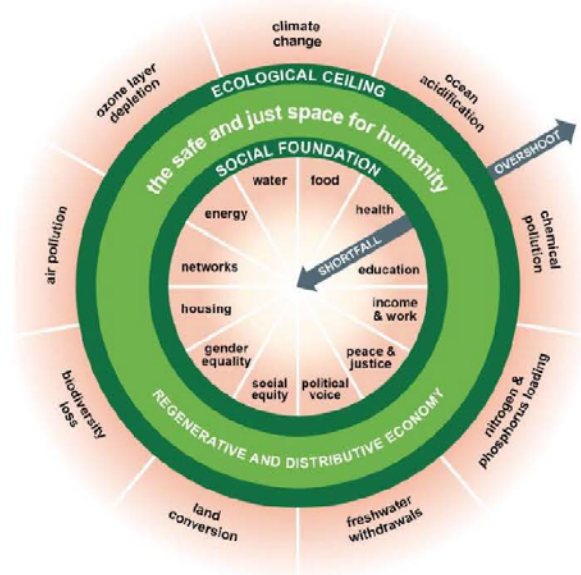 climate
change
ocean
acidification
chemical
pollution
nitrogen &
phosphorus loading
freshwater
withdrawals
land
conversion
biodiversity
loss
air pollution
ozone layer
depletion
OVERSHOOT
ECOLOGICAL CEILING
the safe and just space for humanity
SOCIAL FOUNDATION
water
food
health
SHORTFALL
education
income
& work
peace &
justice
political
voice
social
equity
gender
equality
housing
networks
energy
REGENERATIVE AND DISTRIBUTIVE ECONOMY